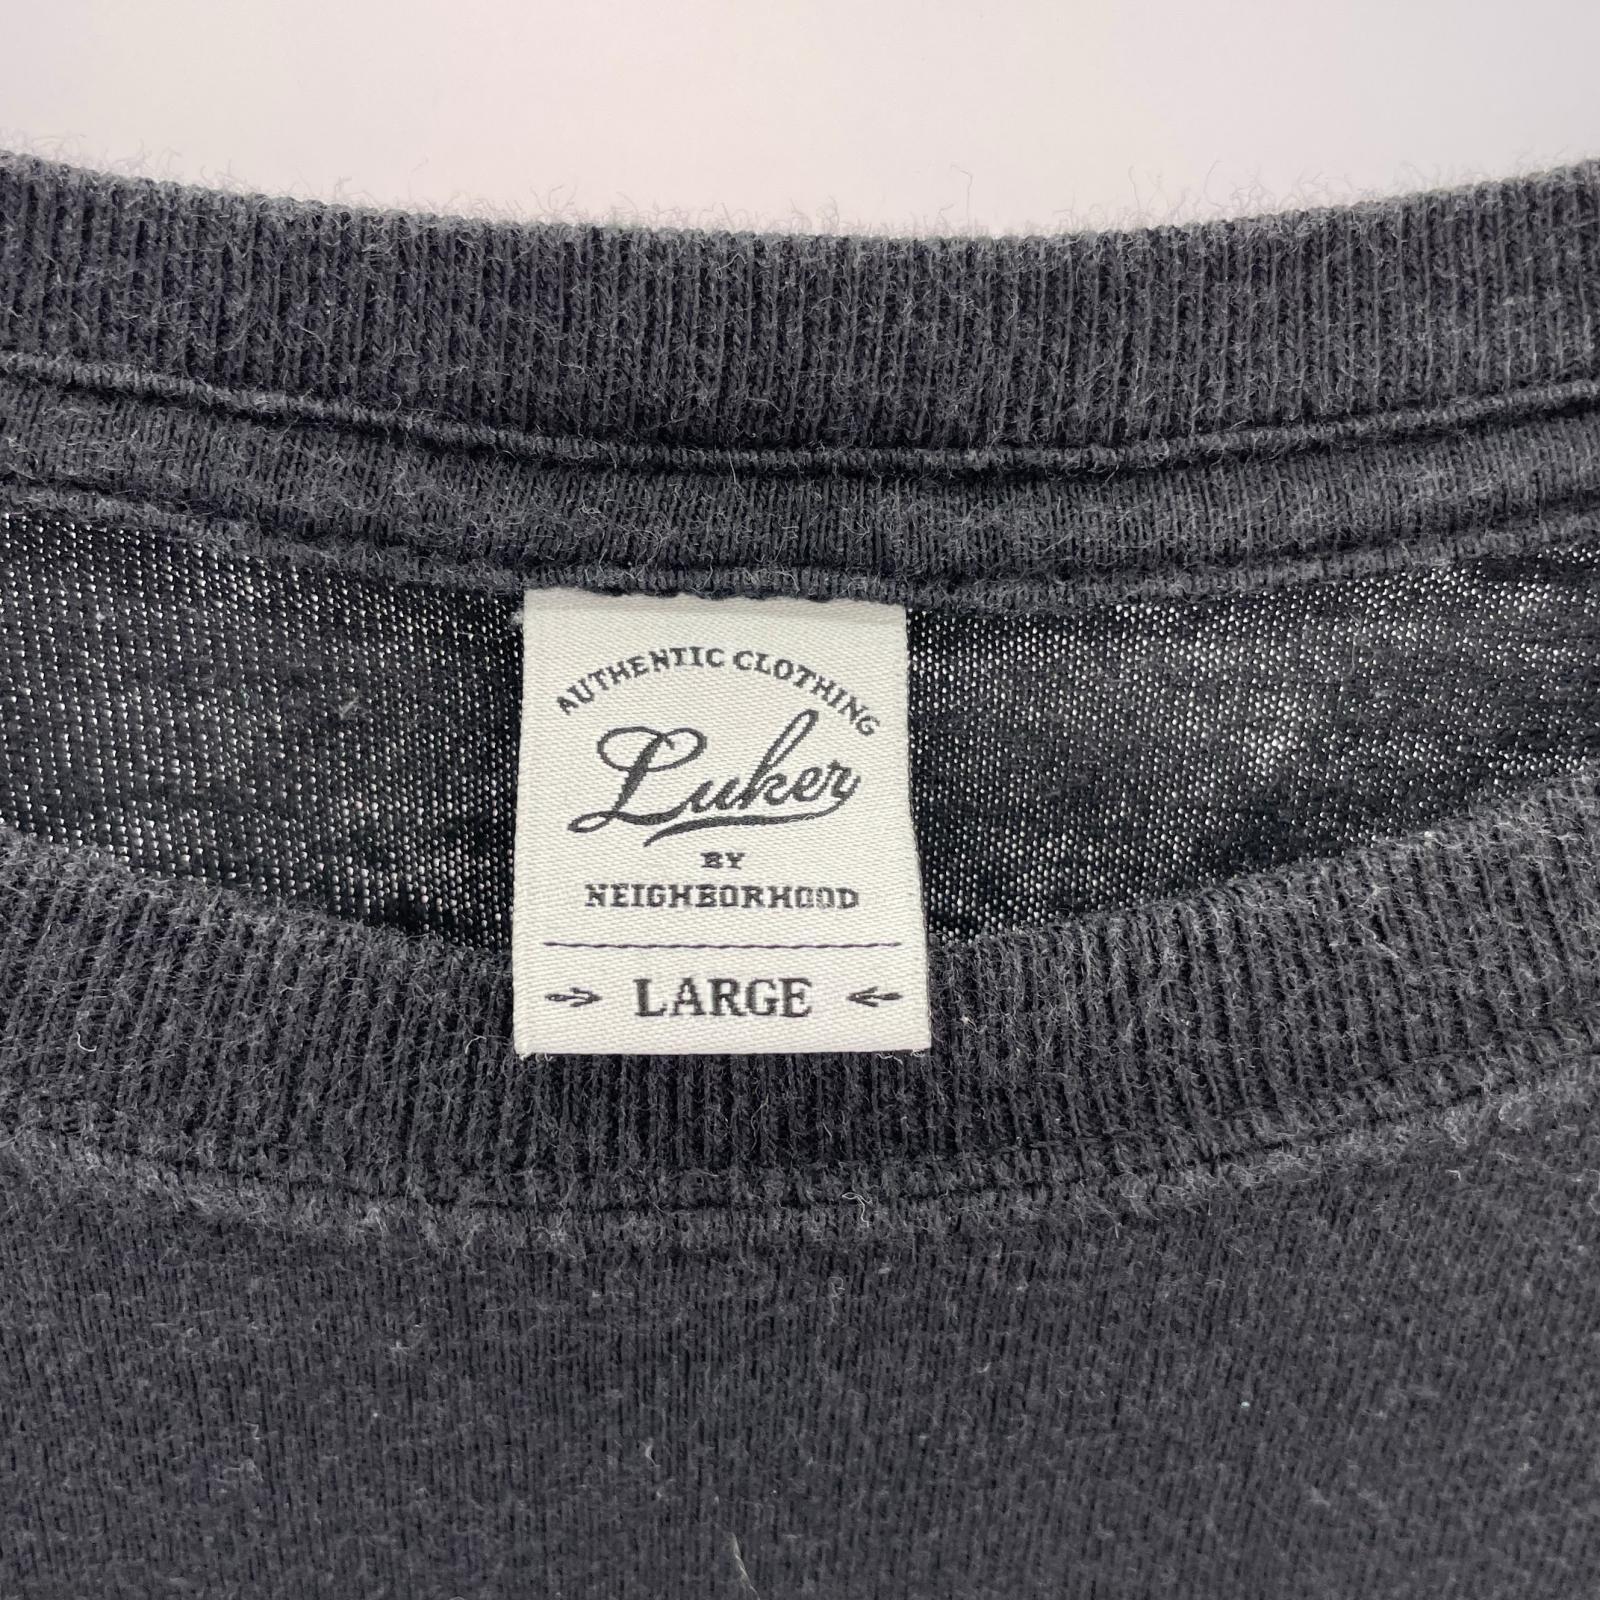 AUTHENTIC CLOTHING
Luker
BY
NEIGHBORHOOD
LARGE